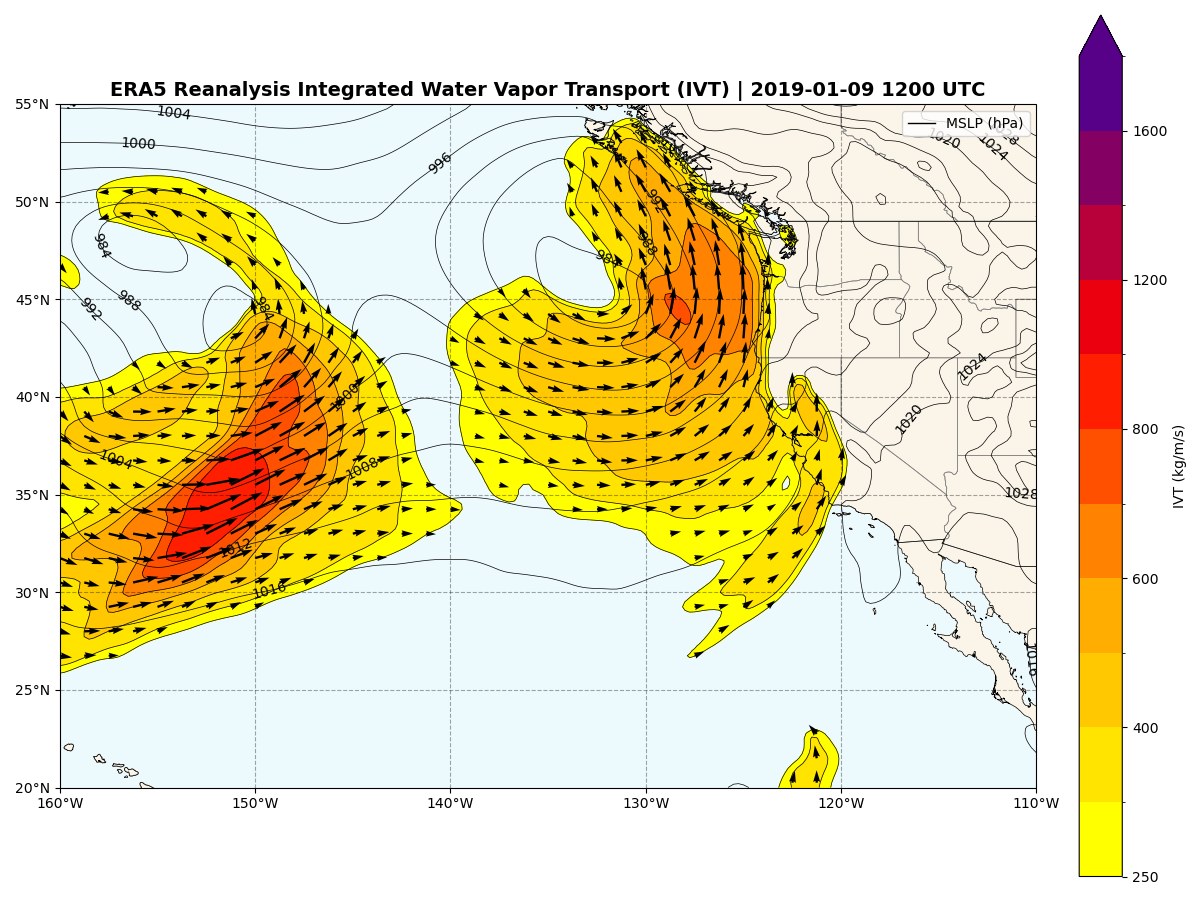 ERA5 Reanalysis Integrated Water Vapor Transport (IVT) | 2019-01-09 1200 UTC
55°N
50°N
45°N
40°N
35°N
30°N
25°N
20°N
160°W
150°W
140°W
130°W
120°W
110°W
MSLP (hPa)
1004
1000
996
1020
1024
992
984
988
984
988
992
984
1024
1000
1020
1004
1008
1028
1012
1016
1016
1600
1200
800
600
400
250
IVT (kg/m/s)